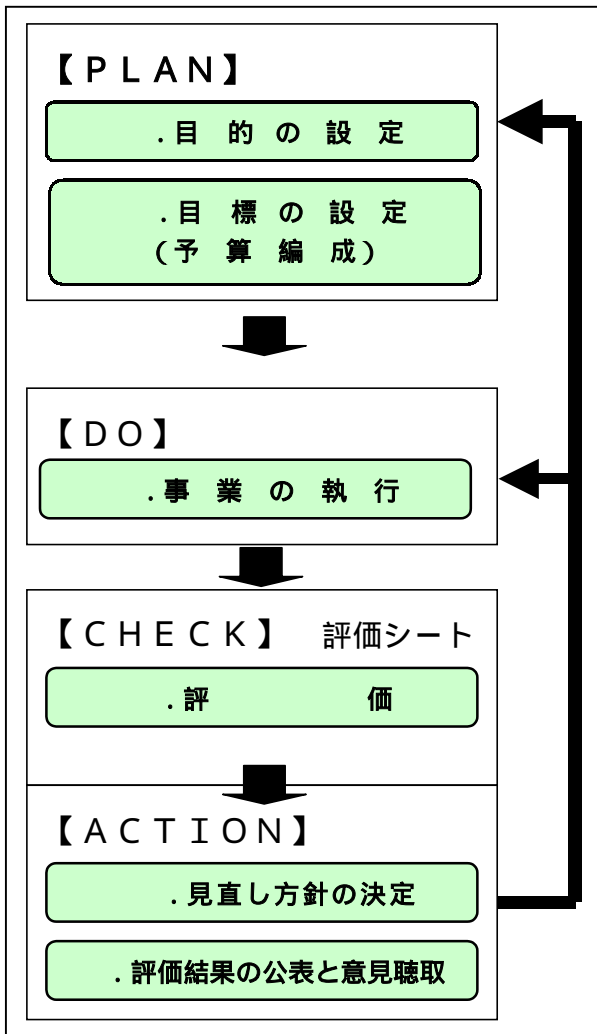 【ＰＬＡＮ】
．目的の設定
．目標の設定
(予算編成)
【ＤＯ】
．事業の執行
【ＣＨＥＣＫ】 評価シート
．評価
【ＡＣＴＩＯＮ】
．見直し方針の決定
．評価結果の公表と意見聴取